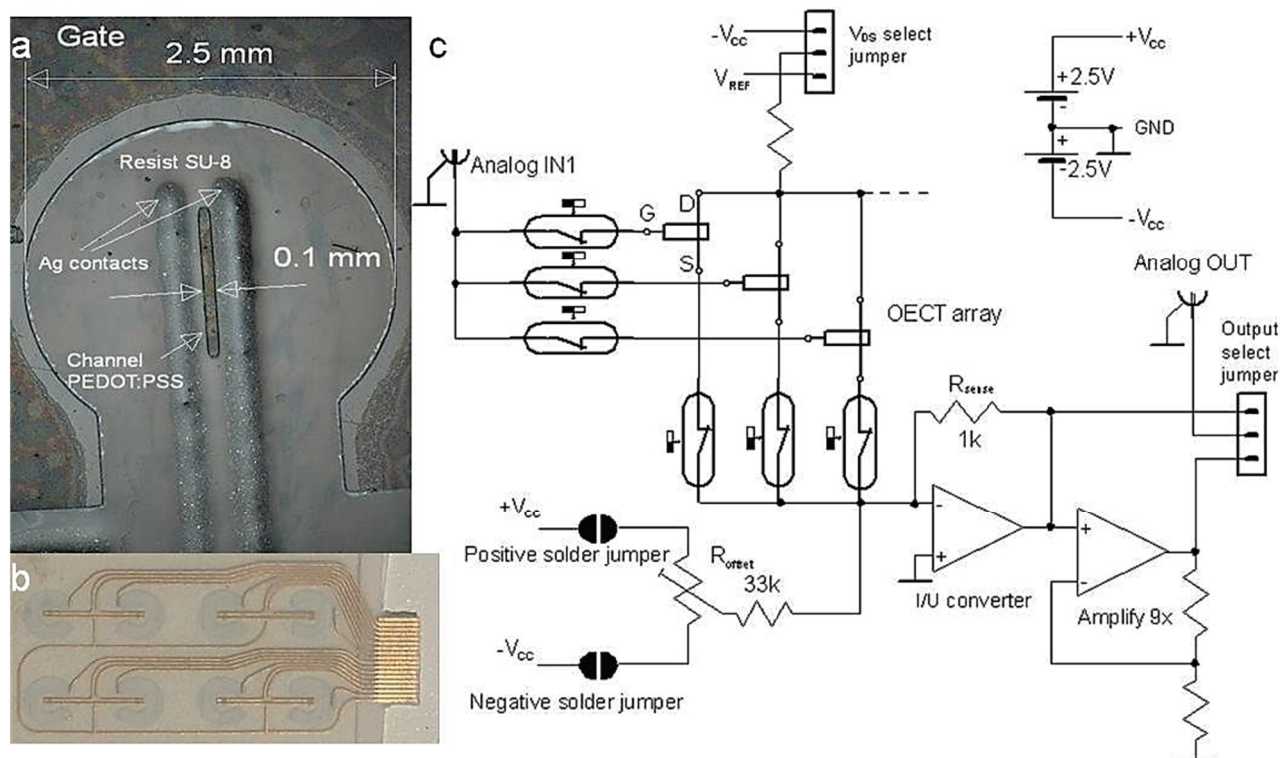 a
Gate
2.5 mm
Resist SU-8
Ag contacts
0.1 mm
Channel
PEDOT:PSS
b
c
-Vcc
VREF
VDS select
jumper
+Vcc
+2.5V
-
GND
+
-2.5V
-Vcc
Analog IN1
G
D
S
OECT array
Analog OUT
Output
select
jumper
Rsense
1k
+Vcc
Positive solder jumper
Roffset
33k
-Vcc
Negative solder jumper
-
+
I/U converter
+
-
Amplify 9x